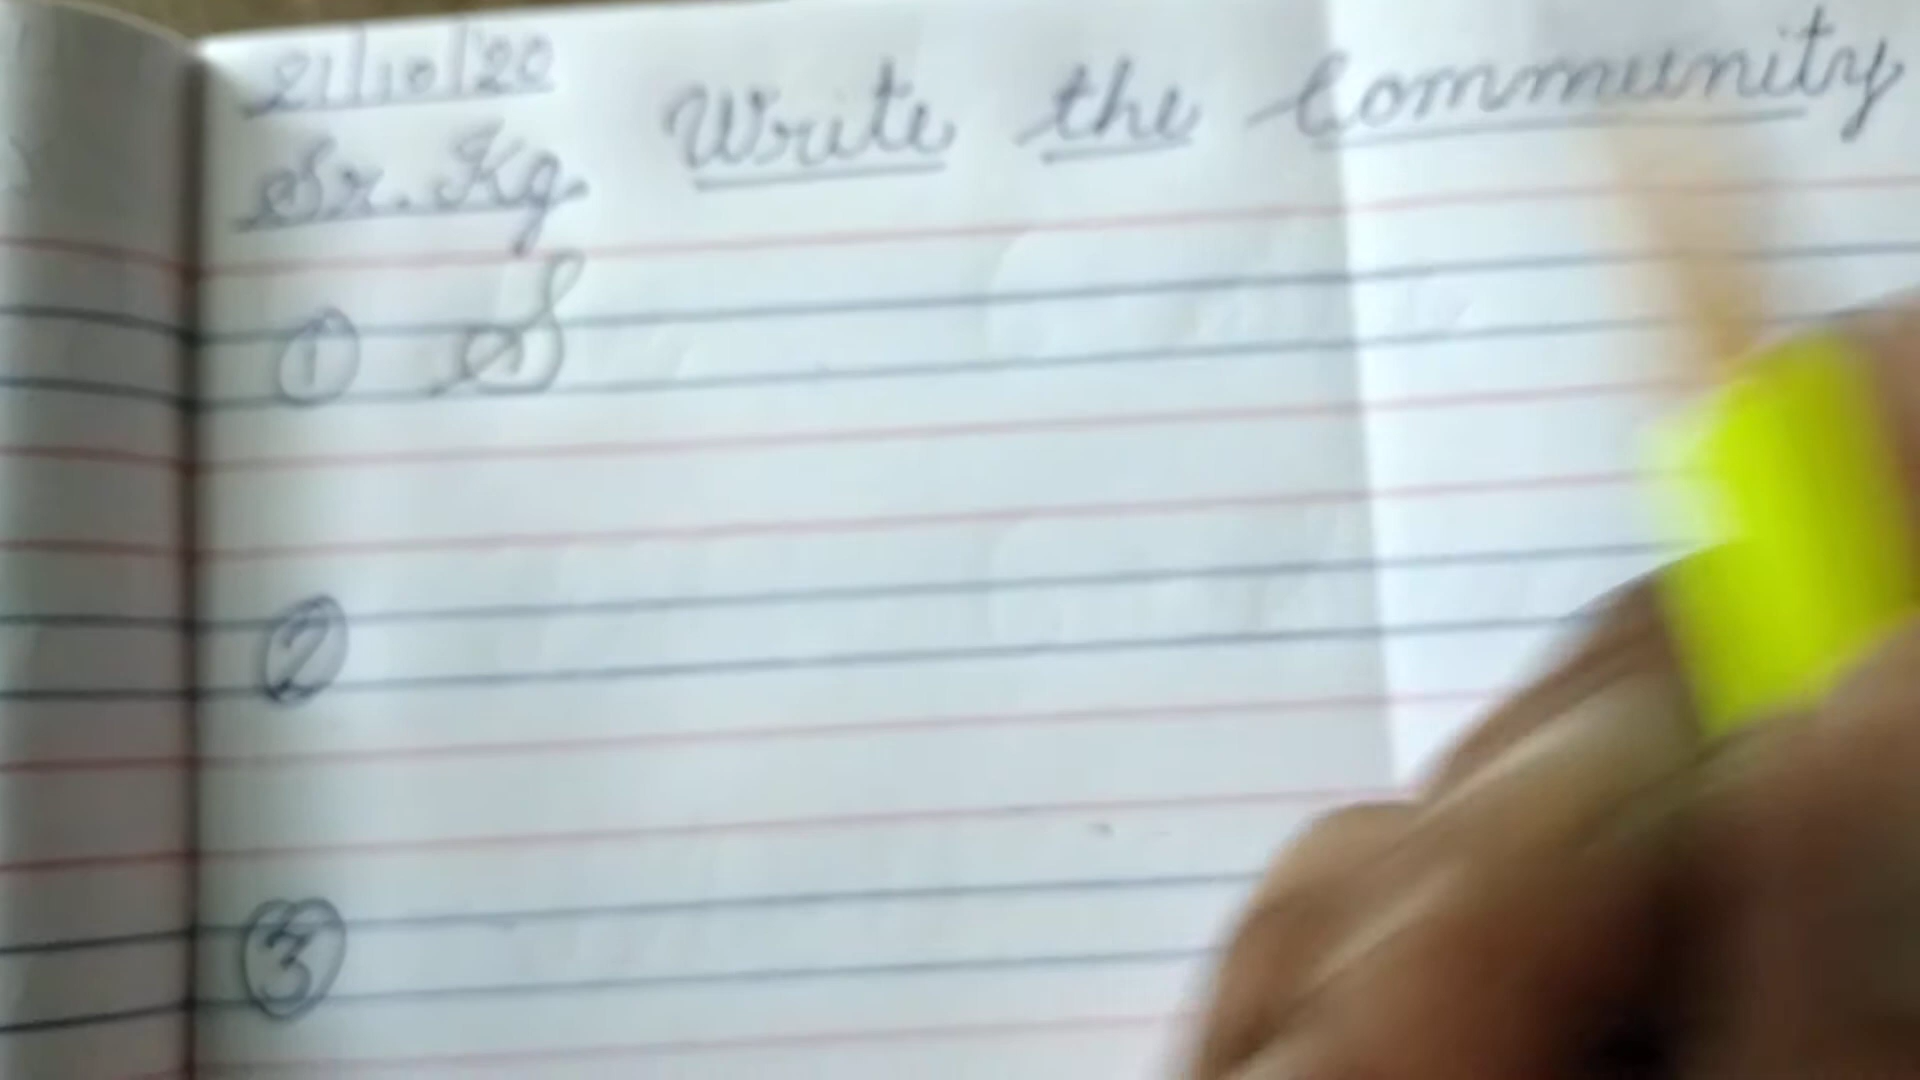 21/10/20
Write the Community
Sr. Kg.
① S
②
③